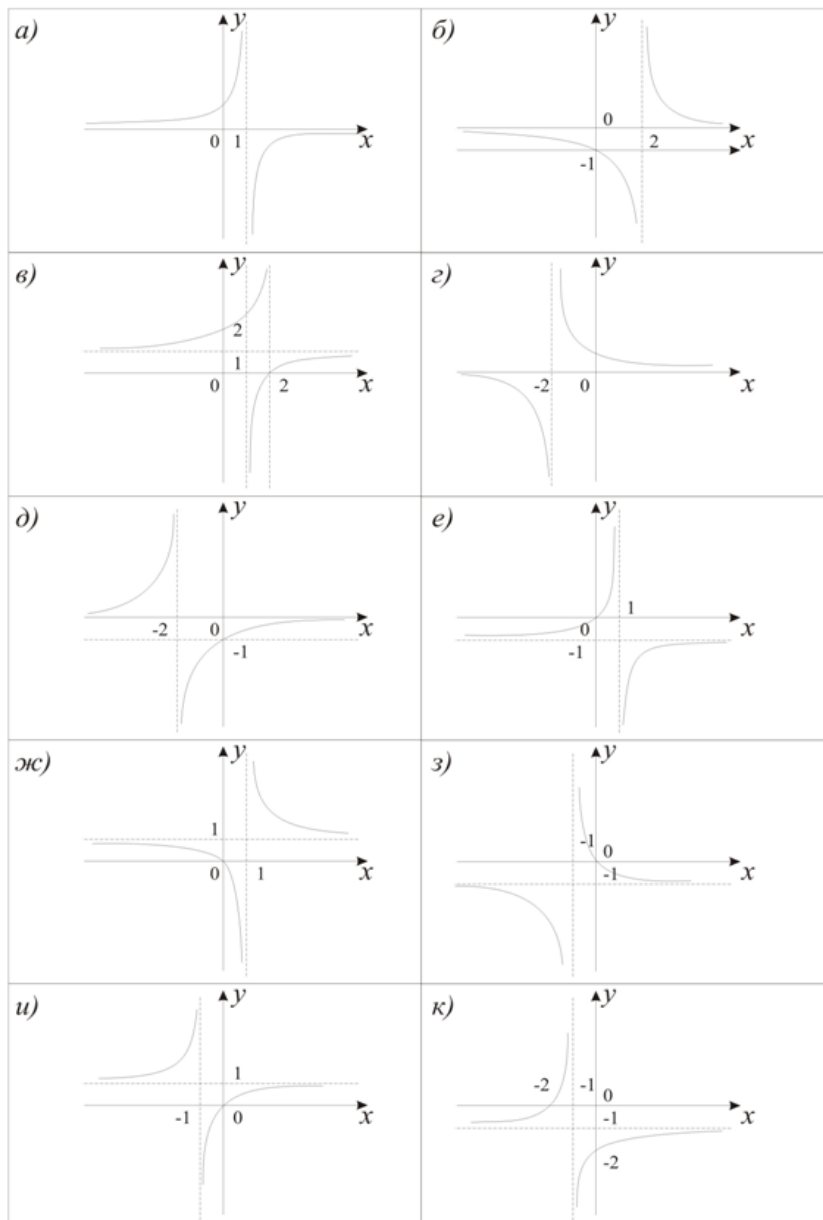 а) y
0 1 x
б) y
0
2 x
-1
в) y
2
1
0 2 x
г) y
-2 0 x
д) y
-2 0 x
-1
е) y
1
0 x
-1
ж) y
1
0 1 x
з) y
-1 0
-1 x
и) y
1
-1 0 x
к) y
-2 -1 0
-1 x
-2